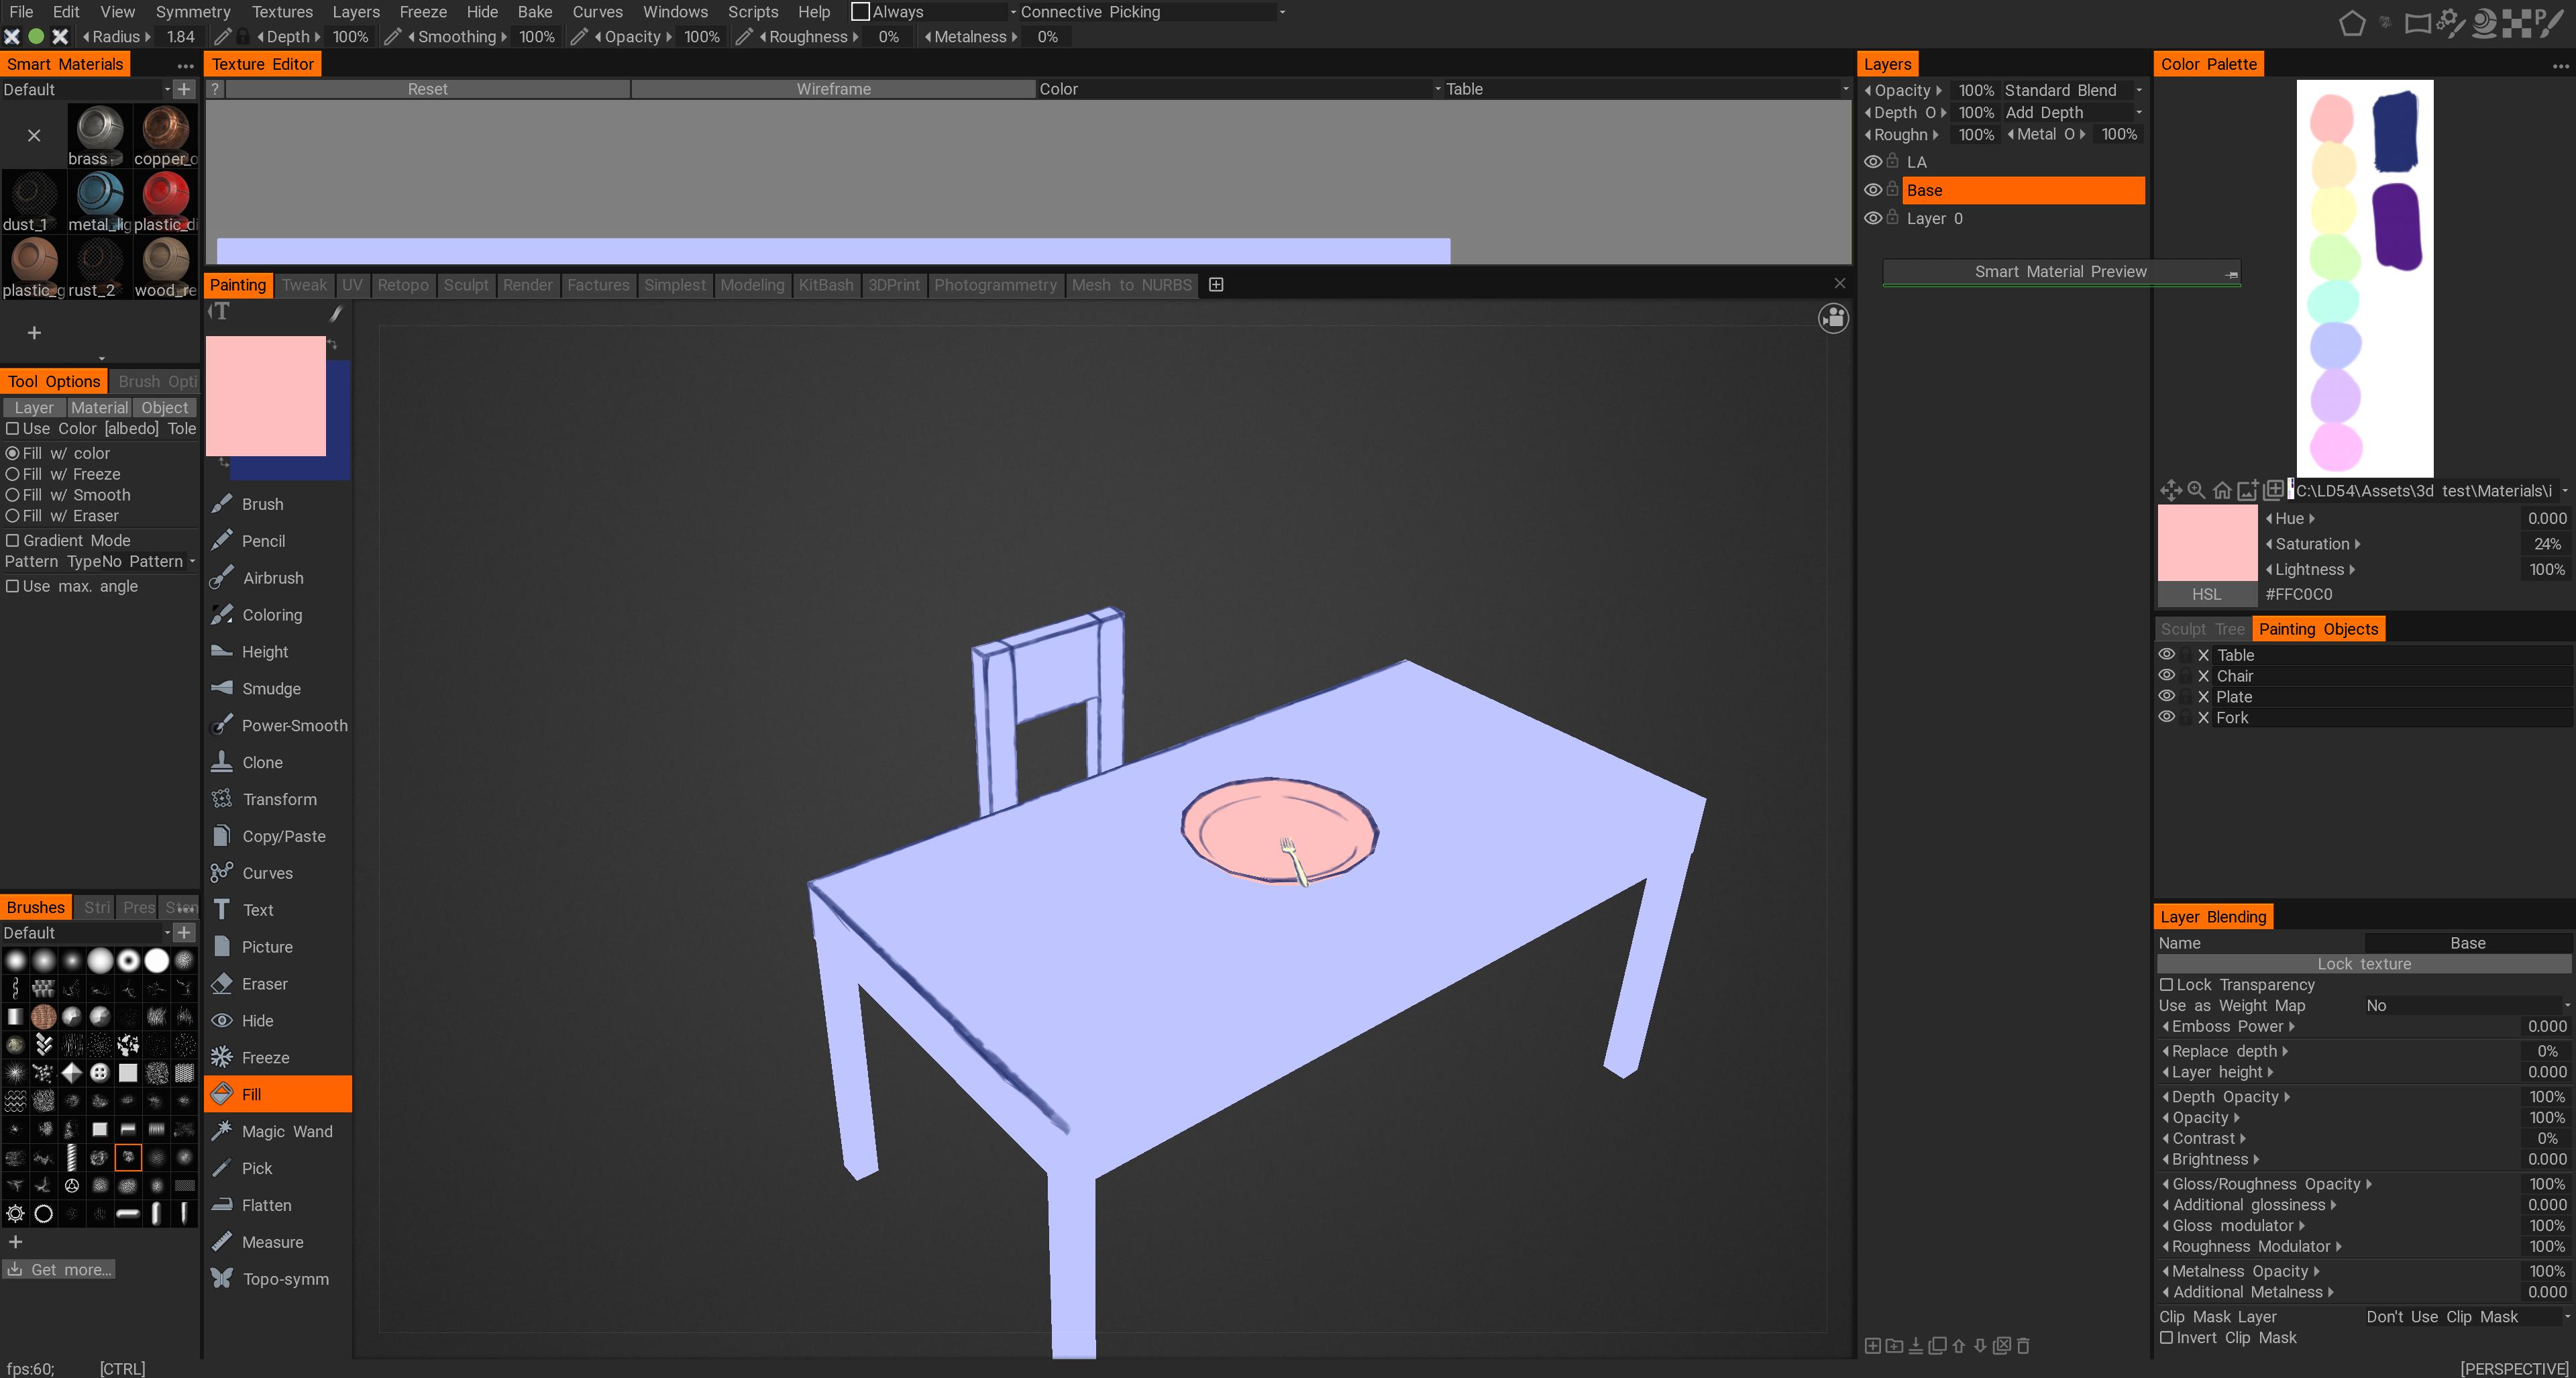 File Edit View Symmetry Textures Layers Freeze Hide Bake Curves Windows Scripts Help Always Connective Picking
Radius 1.84 Depth 100% Smoothing 100% Opacity 100% Roughness 0% Metalness 0%
Smart Materials
Default
brass
copper_o
dust_1
metal_lig
plastic_di
plastic_g
rust_2
wood_re
Tool Options Brush Opti
Layer Material Object
Use Color [albedo] Tole
Fill w/ color
Fill w/ Freeze
Fill w/ Smooth
Fill w/ Eraser
Gradient Mode
Pattern Type No Pattern
Use max. angle
Brushes Stri Pres
Default
Get more...
fps:60; [CTRL]
Texture Editor
? Reset Wireframe Color Table
Painting Tweak UV Retopo Sculpt Render Factures Simplest Modeling KitBash 3DPrint Photogrammetry Mesh to NURBS
T
Brush
Pencil
Airbrush
Coloring
Height
Smudge
Power-Smooth
Clone
Transform
Copy/Paste
Curves
Text
Picture
Eraser
Hide
Freeze
Fill
Magic Wand
Pick
Flatten
Measure
Topo-symm
Layers
Opacity 100% Standard Blend
Depth O 100% Add Depth
Roughn 100% Metal O 100%
LA
Base
Layer 0
Smart Material Preview
Color Palette
C:\LD54\Assets\3d test\Materials\i
Hue 0.000
Saturation 24%
Lightness 100%
HSL #FFC0C0
Sculpt Tree Painting Objects
Table
Chair
Plate
Fork
Layer Blending
Name Base
Lock texture
Lock Transparency
Use as Weight Map No
Emboss Power 0.000
Replace depth 0%
Layer height 0.000
Depth Opacity 100%
Opacity 100%
Contrast 0%
Brightness 0.000
Gloss/Roughness Opacity 100%
Additional glossiness 0.000
Gloss modulator 100%
Roughness Modulator 100%
Metalness Opacity 100%
Additional Metalness 0.000
Clip Mask Layer Don't Use Clip Mask
Invert Clip Mask
[PERSPECTIVE]